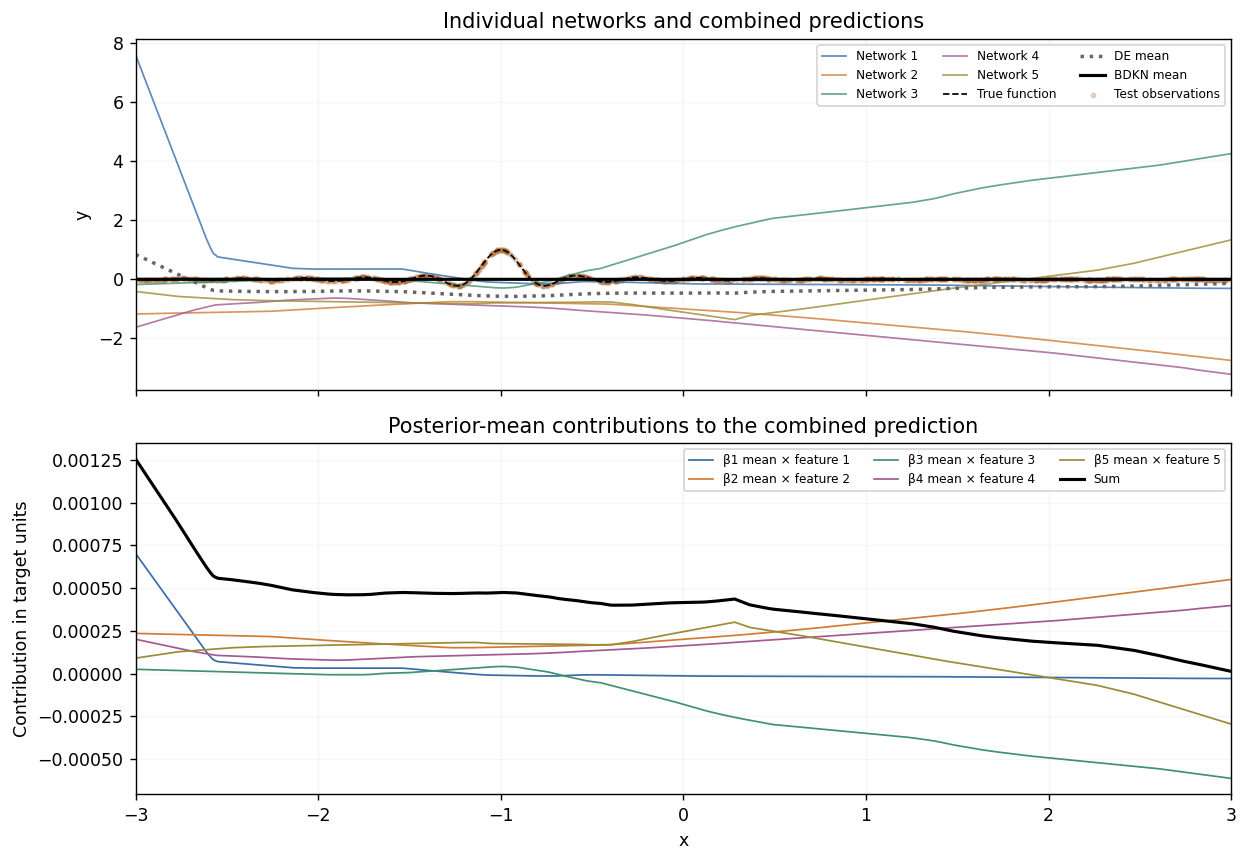 Individual networks and combined predictions
8
6
4
2
0
−2
y
Network 1
Network 2
Network 3
Network 4
Network 5
True function
DE mean
BDKN mean
Test observations
Posterior-mean contributions to the combined prediction
0.00125
0.00100
0.00075
0.00050
0.00025
0.00000
−0.00025
−0.00050
Contribution in target units
β1 mean × feature 1
β2 mean × feature 2
β3 mean × feature 3
β4 mean × feature 4
β5 mean × feature 5
Sum
−3
−2
−1
0
1
2
3
x